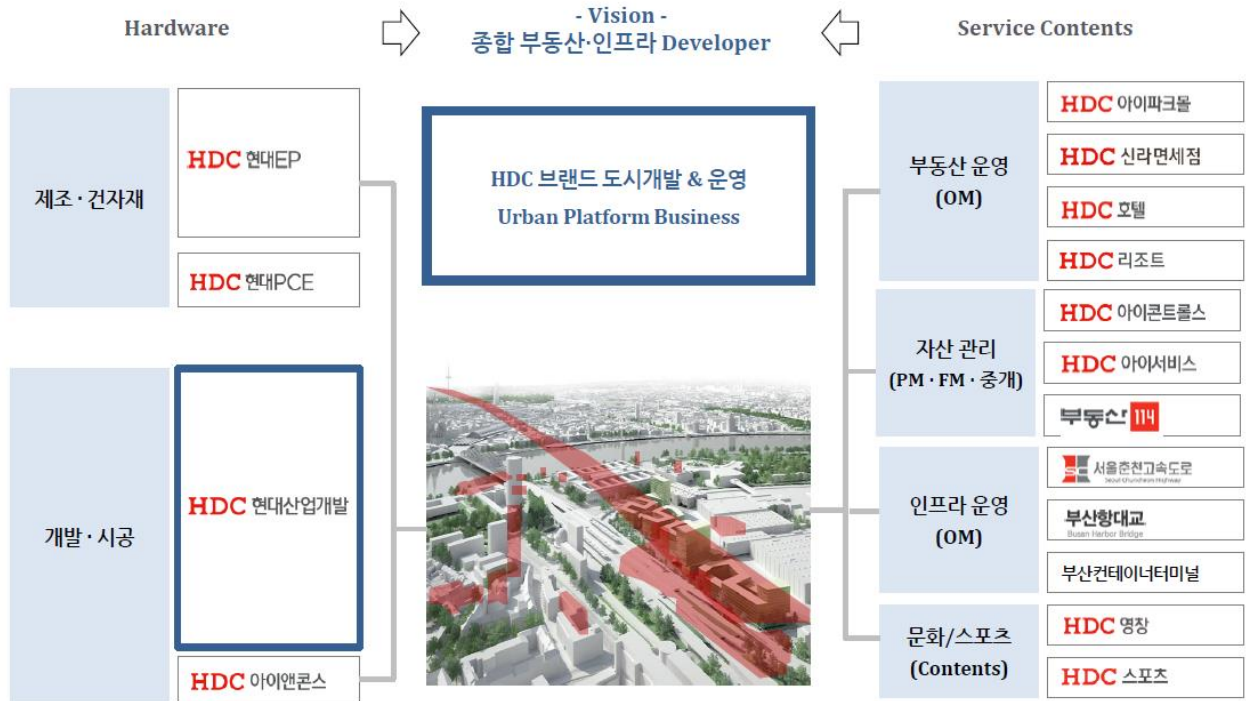 Hardware
- Vision -
종합 부동산·인프라 Developer
Service Contents
제조 · 건자재
HDC 현대EP
HDC 현대PCE
개발 · 시공
HDC 현대산업개발
HDC 아이앤콘스
HDC 브랜드 도시개발 & 운영
Urban Platform Business
부동산 운영
(OM)
HDC 아이파크몰
HDC 신라면세점
HDC 호텔
HDC 리조트
자산 관리
(PM · FM · 중개)
HDC 아이콘트롤스
HDC 아이서비스
부동산 114
인프라 운영
(OM)
서울춘천고속도로
Seoul Chuncheon Highway
부산항대교
Busan Harbor Bridge
부산컨테이너터미널
문화/스포츠
(Contents)
HDC 영창
HDC 스포츠